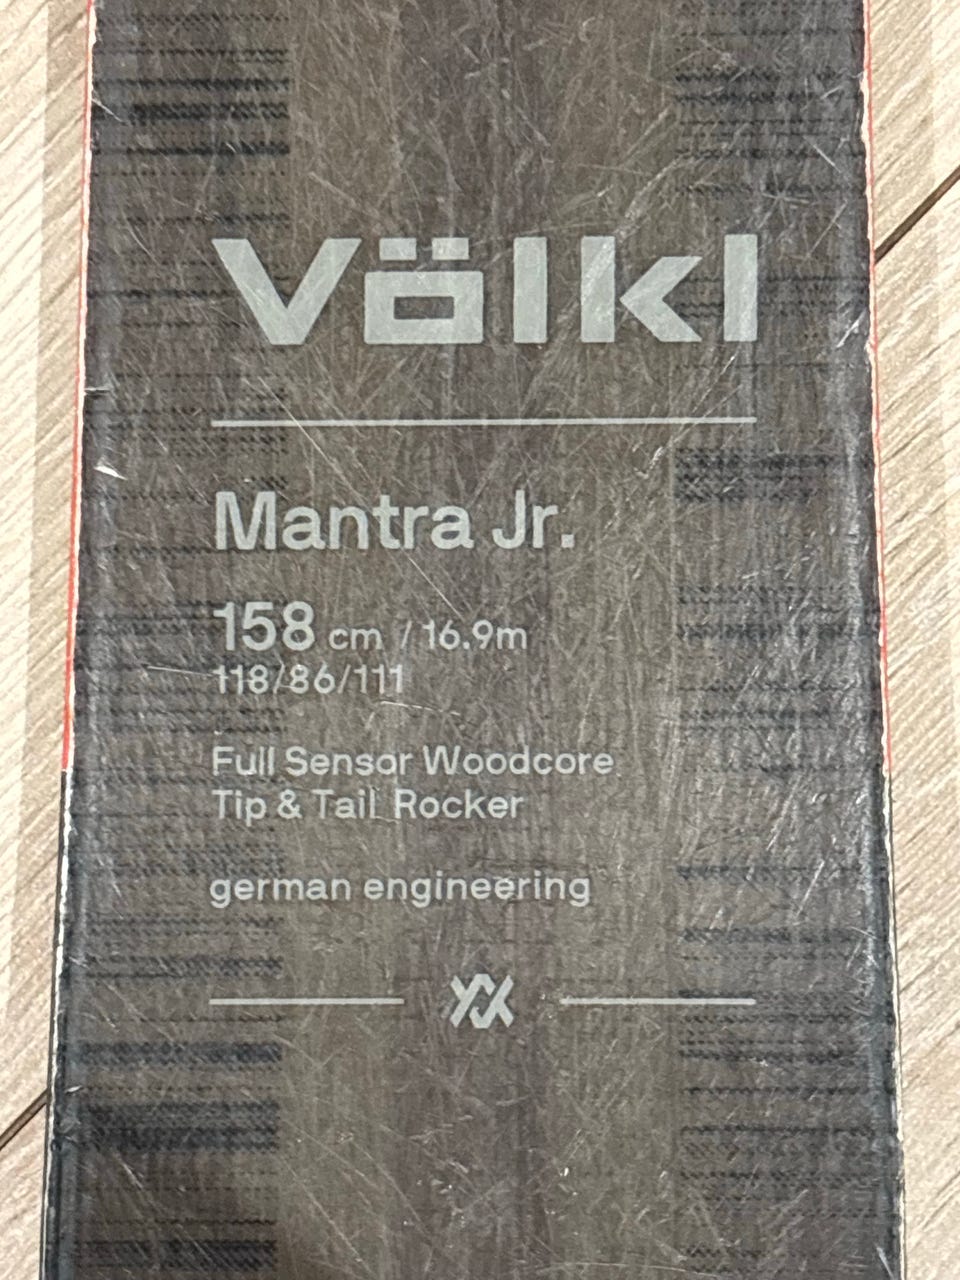 Völkl
Mantra Jr.
158 cm / 16.9m
118/86/111
Full Sensor Woodcore
Tip & Tail Rocker
german engineering